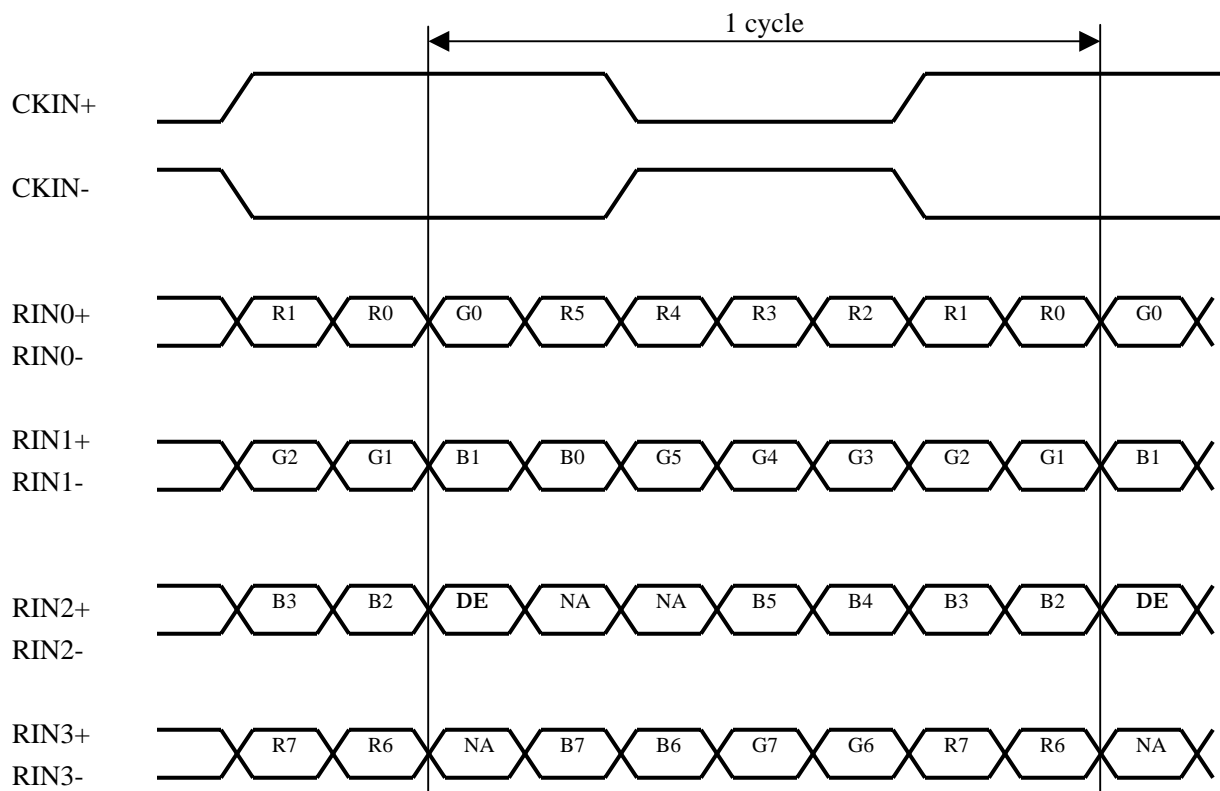 1 cycle
CKIN+
CKIN-
RIN0+ R1 R0 G0 R5 R4 R3 R2 R1 R0 G0
RIN0-
RIN1+ G2 G1 B1 B0 G5 G4 G3 G2 G1 B1
RIN1-
RIN2+ B3 B2 DE NA NA B5 B4 B3 B2 DE
RIN2-
RIN3+ R7 R6 NA B7 B6 G7 G6 R7 R6 NA
RIN3-